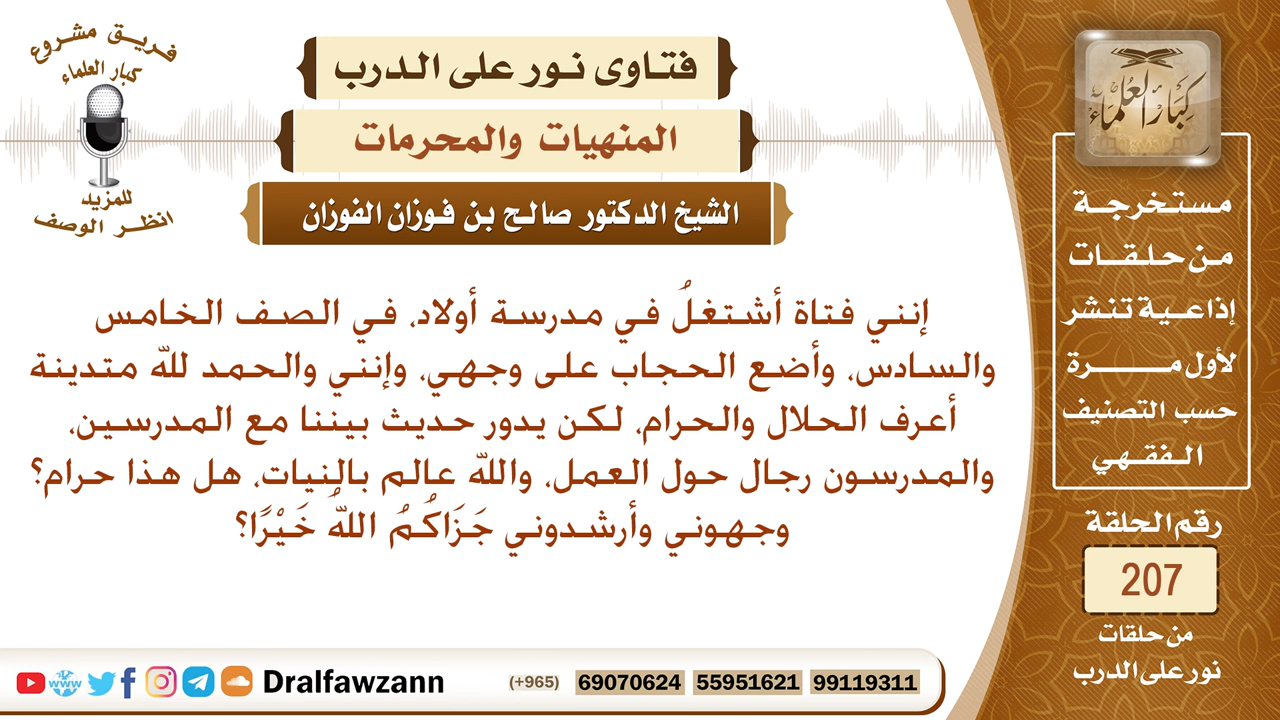 فريق مشروع
كبار العلماء
للمزيد
انظر الوصف
فتاوى نور على الدرب
المنهيات والمحرمات
الشيخ الدكتور صالح بن فوزان الفوزان
إنني فتاة أشتغلُ في مدرسة أولاد، في الصف الخامس
والسادس، وأضع الحجاب على وجهي، وإنني والحمد لله متدينة
أعرف الحلال والحرام، لكن يدور حديث بيننا مع المدرسين،
والمدرسون رجال حول العمل، والله عالم بالنيات، هل هذا حرام؟
وجهوني وأرشدوني جَزَاكُمُ اللهُ خَيْرًا؟
كبار العلماء
مستخرجة
من حلقات
إذاعية تنشر
لأول مرة
حسب التصنيف
الفقهي
رقم الحلقة
207
من حلقات
نور على الدرب
www
Dralfawzann
(+965) 69070624 55951621 99119311